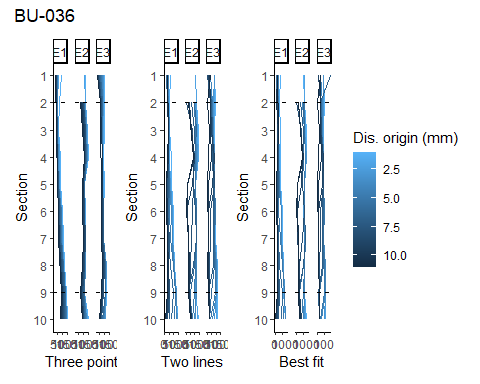 BU-036
E1 E2 E3 E1 E2 E3 E1 E2 E3
1 1 1
2 2 2
3 3 3
4 4 4
5 5 5
6 6 6
7 7 7
8 8 8
9 9 9
10 10 10
Section Section Section
Three point Two lines Best fit
Dis. origin (mm)
2.5
5.0
7.5
10.0